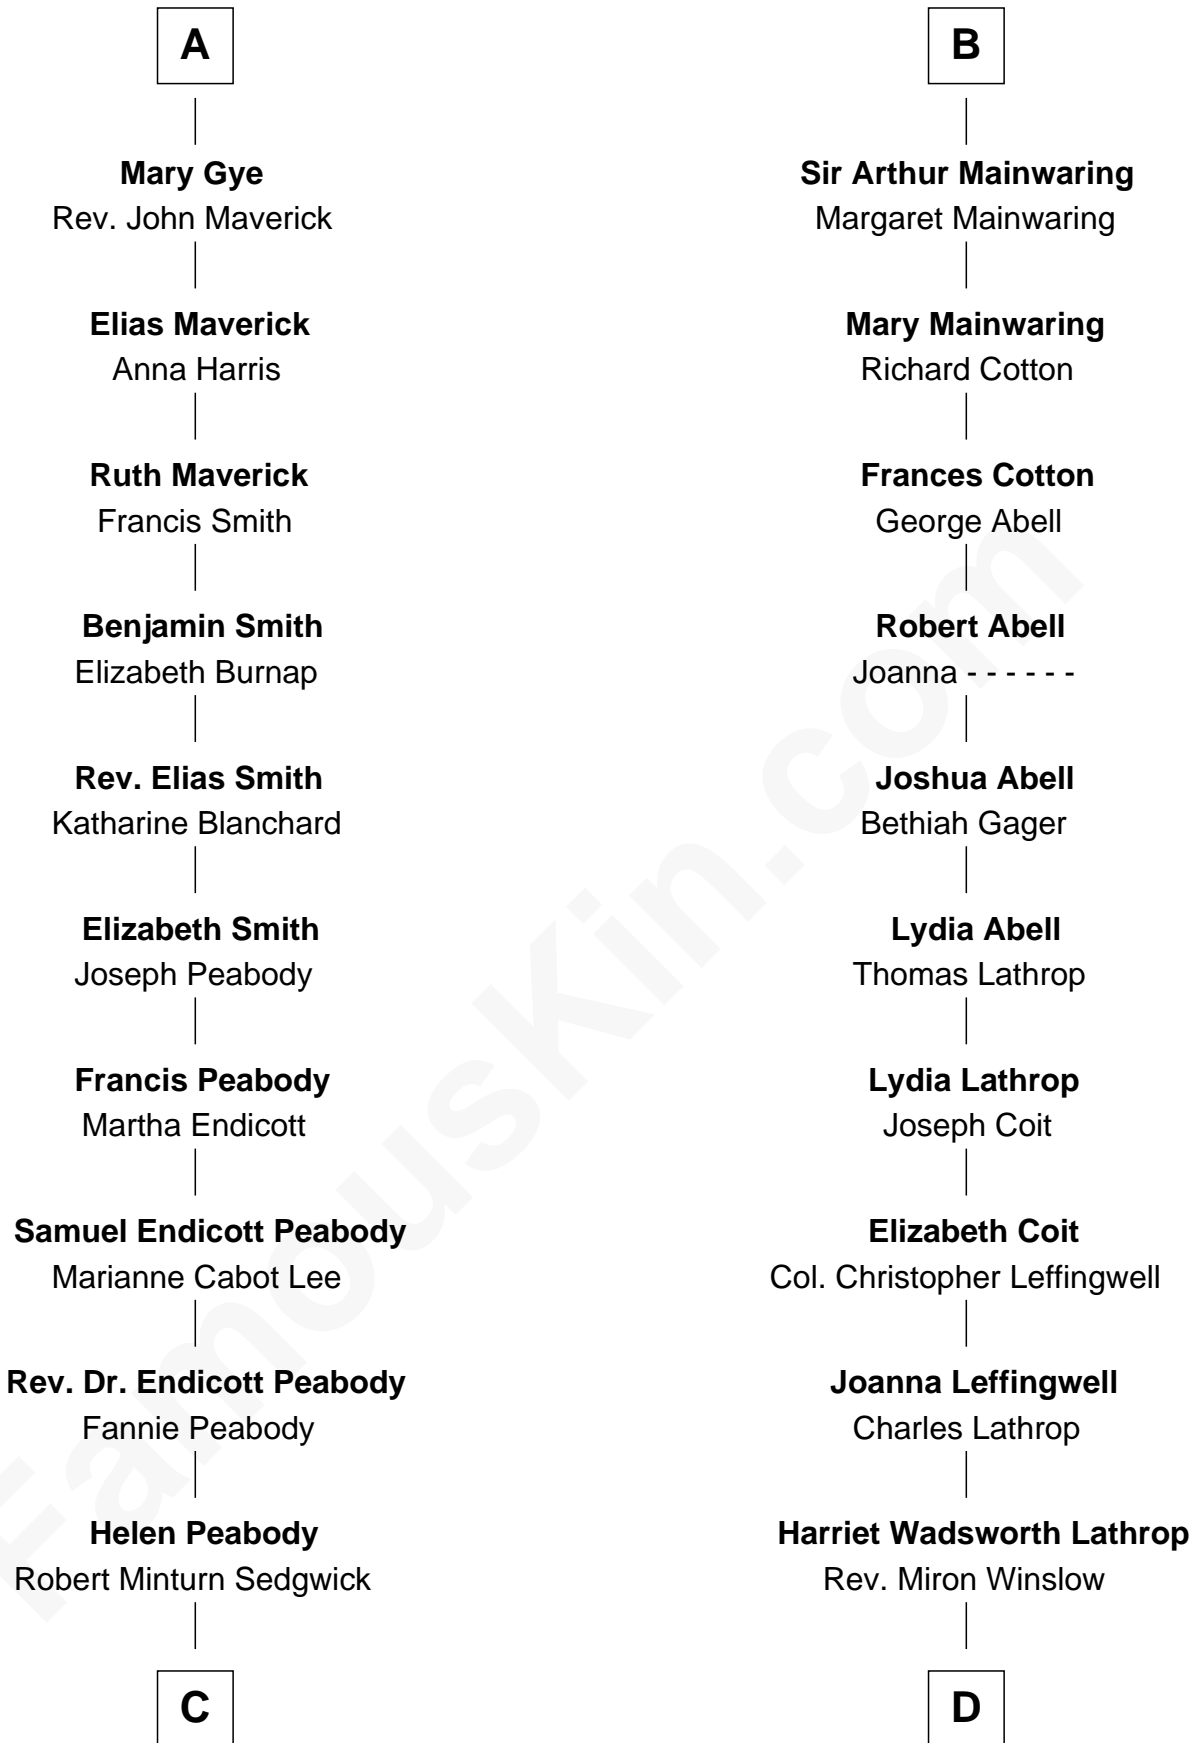 A
Mary Gye
Rev. John Maverick
Elias Maverick
Anna Harris
Ruth Maverick
Francis Smith
Benjamin Smith
Elizabeth Burnap
Rev. Elias Smith
Katharine Blanchard
Elizabeth Smith
Joseph Peabody
Francis Peabody
Martha Endicott
Samuel Endicott Peabody
Marianne Cabot Lee
Rev. Dr. Endicott Peabody
Fannie Peabody
Helen Peabody
Robert Minturn Sedgwick
C
B
Sir Arthur Mainwaring
Margaret Mainwaring
Mary Mainwaring
Richard Cotton
Frances Cotton
George Abell
Robert Abell
Joanna - - - - - -
Joshua Abell
Bethiah Gager
Lydia Abell
Thomas Lathrop
Lydia Lathrop
Joseph Coit
Elizabeth Coit
Col. Christopher Leffingwell
Joanna Leffingwell
Charles Lathrop
Harriet Wadsworth Lathrop
Rev. Miron Winslow
D
FamousKin.com